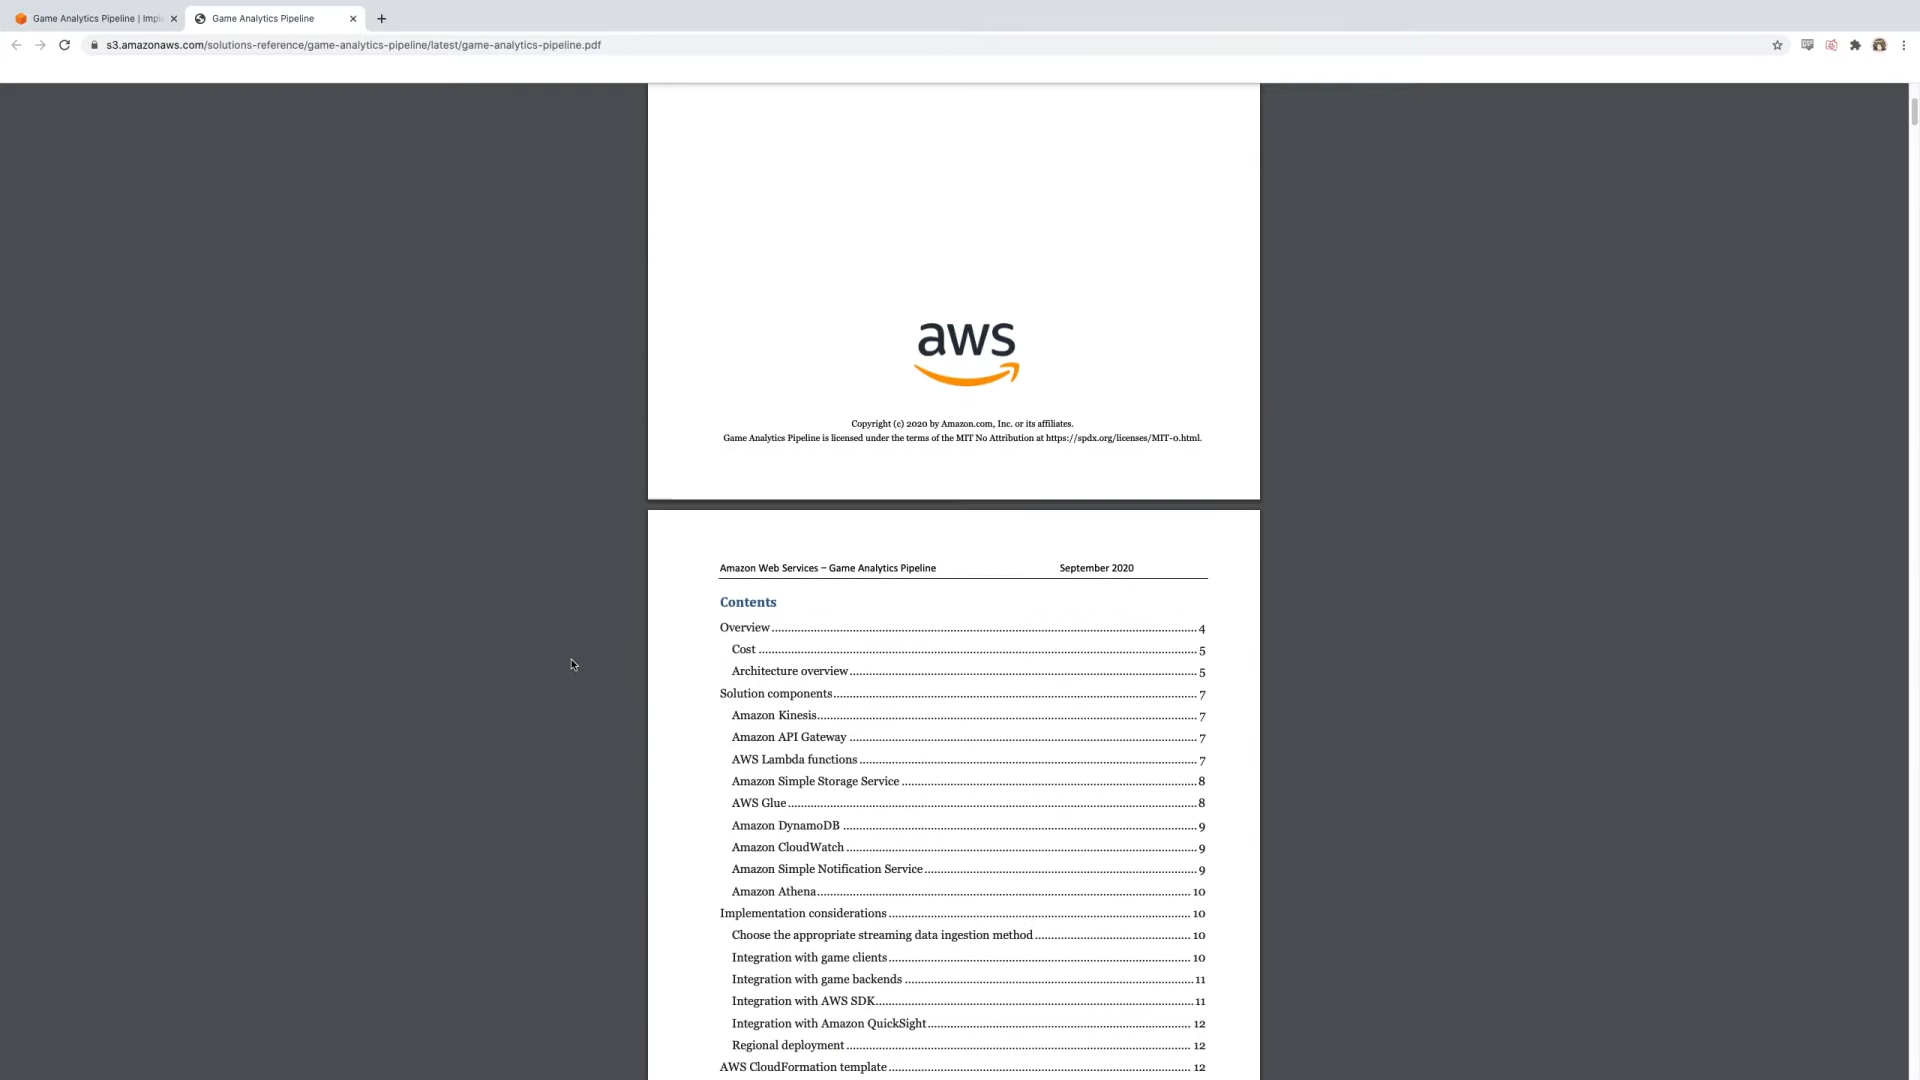 Game Analytics Pipeline | Impl
Game Analytics Pipeline
s3.amazonaws.com/solutions-reference/game-analytics-pipeline/latest/game-analytics-pipeline.pdf
aws
Copyright (c) 2020 by Amazon.com, Inc. or its affiliates.
Game Analytics Pipeline is licensed under the terms of the MIT No Attribution at https://spdx.org/licenses/MIT-0.html.
Amazon Web Services – Game Analytics Pipeline September 2020
Contents
Overview 4
Cost 5
Architecture overview 5
Solution components 7
Amazon Kinesis 7
Amazon API Gateway 7
AWS Lambda functions 7
Amazon Simple Storage Service 8
AWS Glue 8
Amazon DynamoDB 9
Amazon CloudWatch 9
Amazon Simple Notification Service 9
Amazon Athena 10
Implementation considerations 10
Choose the appropriate streaming data ingestion method 10
Integration with game clients 10
Integration with game backends 11
Integration with AWS SDK 11
Integration with Amazon QuickSight 12
Regional deployment 12
AWS CloudFormation template 12